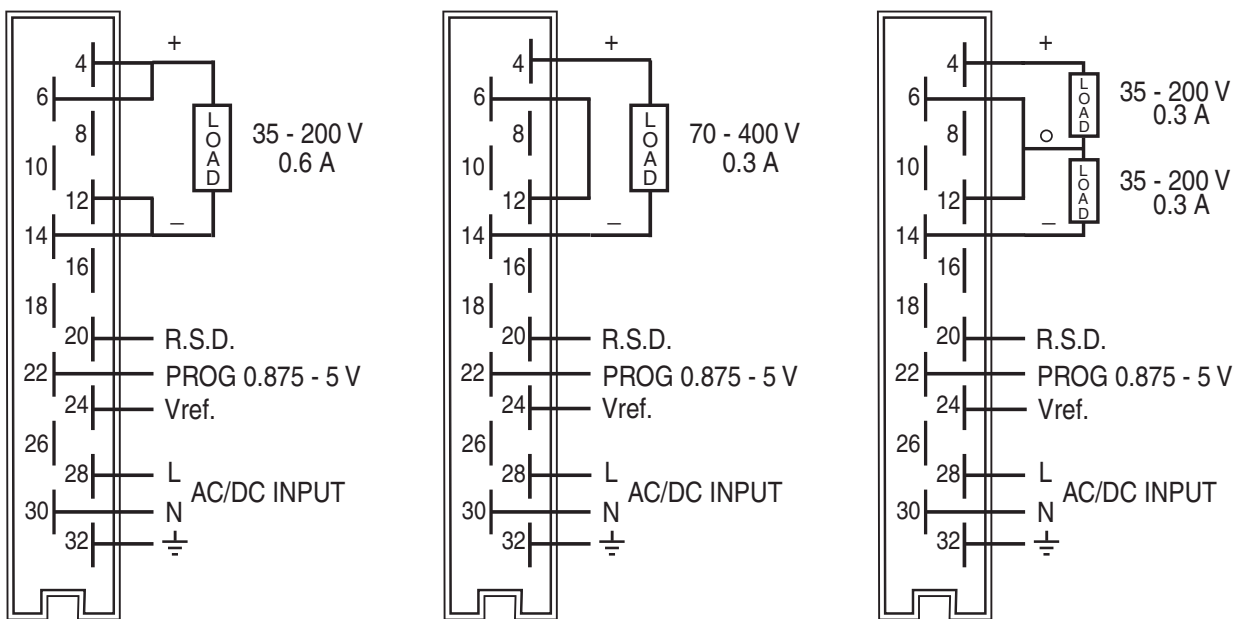 4
6
8
10
12
14
16
18
20
22
24
26
28
30
32
+
LOAD
–
35 - 200 V
0.6 A
R.S.D.
PROG 0.875 - 5 V
Vref.
L
AC/DC INPUT
N
4
6
8
10
12
14
16
18
20
22
24
26
28
30
32
+
LOAD
–
70 - 400 V
0.3 A
R.S.D.
PROG 0.875 - 5 V
Vref.
L
AC/DC INPUT
N
4
6
8
10
12
14
16
18
20
22
24
26
28
30
32
+
LOAD
35 - 200 V
0.3 A
o
LOAD
35 - 200 V
0.3 A
–
R.S.D.
PROG 0.875 - 5 V
Vref.
L
AC/DC INPUT
N